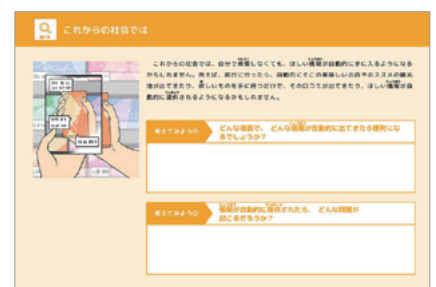 これからの社会では
これからの社会では、自分で検索しなくても、ほしい情報が自動的に手に入るようになる
かもしれません。例えば、旅行に行ったら、自動的にそこの美味しいお店やおススメの観光
地が出てきたり、欲しいものを手に持つだけで、その口コミが出てきたり、ほしい情報が自
動的に提供されるようになるかもしれません。
考えてみよう①
どんな場面で、どんな情報が自動的に出てきたら便利にな
るでしょうか？
考えてみよう②
情報が自動的に提供されたら、どんな問題が
起こるだろうか？